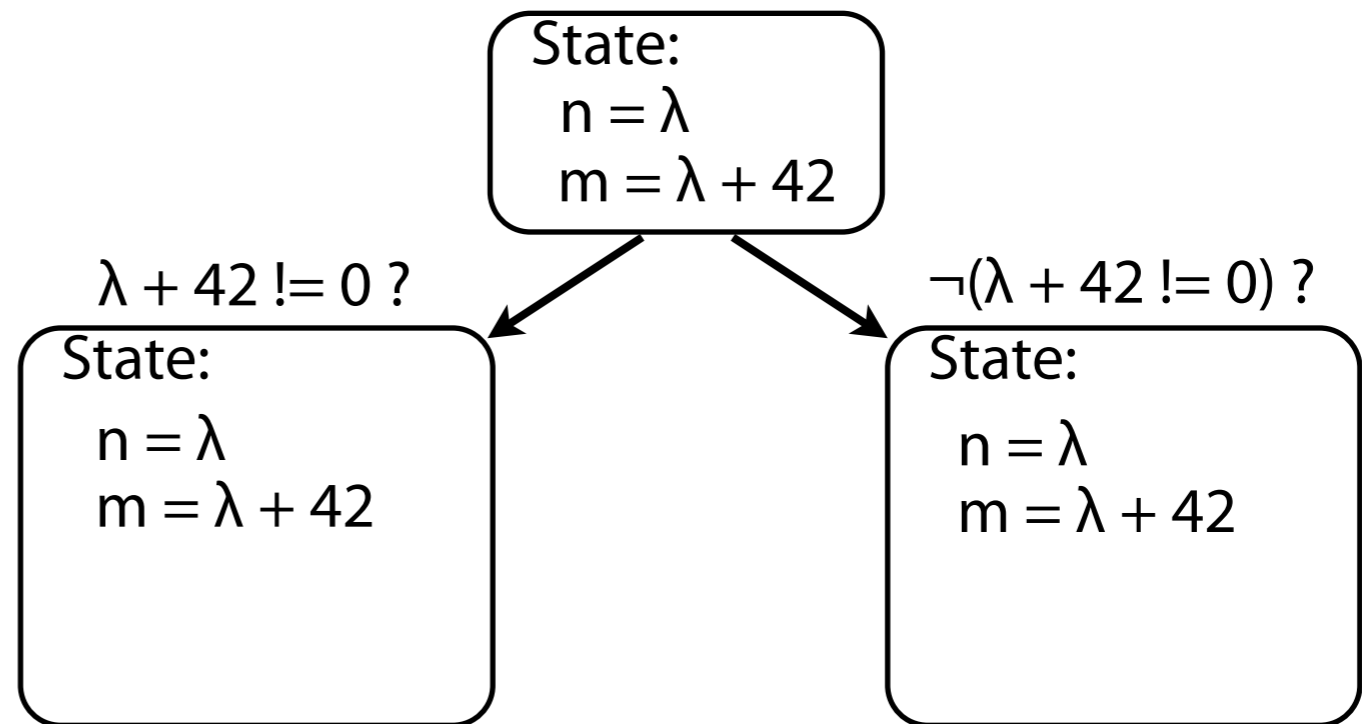 State:
n = λ
m = λ + 42
λ + 42 != 0 ?
¬(λ + 42 != 0) ?
State:
n = λ
m = λ + 42
State:
n = λ
m = λ + 42